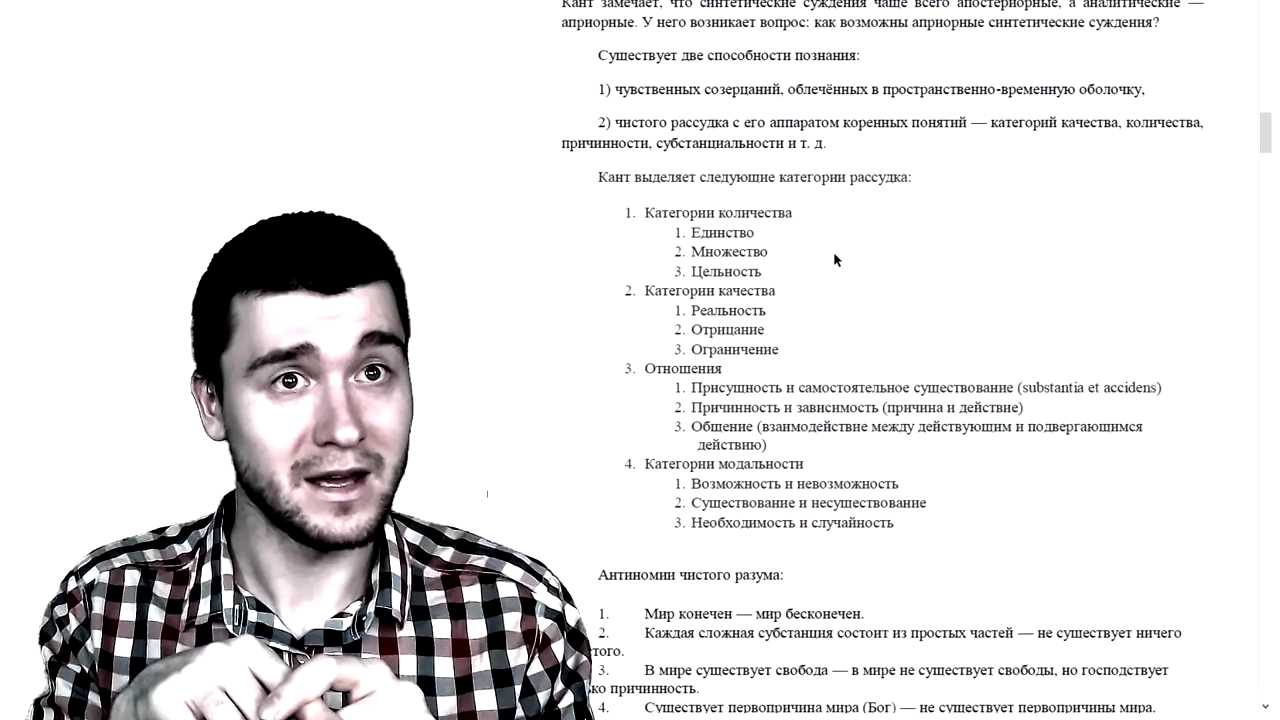 Кант замечает, что синтетические суждения чаще всего апостериорные, а аналитические —
априорные. У него возникает вопрос: как возможны априорные синтетические суждения?
Существует две способности познания:
1) чувственных созерцаний, облечённых в пространственно-временную оболочку,
2) чистого рассудка с его аппаратом коренных понятий — категорий качества, количества,
причинности, субстанциальности и т. д.
Кант выделяет следующие категории рассудка:
1. Категории количества
1. Единство
2. Множество
3. Цельность
2. Категории качества
1. Реальность
2. Отрицание
3. Ограничение
3. Отношения
1. Присущность и самостоятельное существование (substantia et accidens)
2. Причинность и зависимость (причина и действие)
3. Общение (взаимодействие между действующим и подвергающимся
действию)
4. Категории модальности
1. Возможность и невозможность
2. Существование и несуществование
3. Необходимость и случайность
Антиномии чистого разума:
1. Мир конечен — мир бесконечен.
2. Каждая сложная субстанция состоит из простых частей — не существует ничего
стого.
3. В мире существует свобода — в мире не существует свободы, но господствует
ко причинность.
4. Существует первопричина мира (Бог) — не существует первопричины мира.